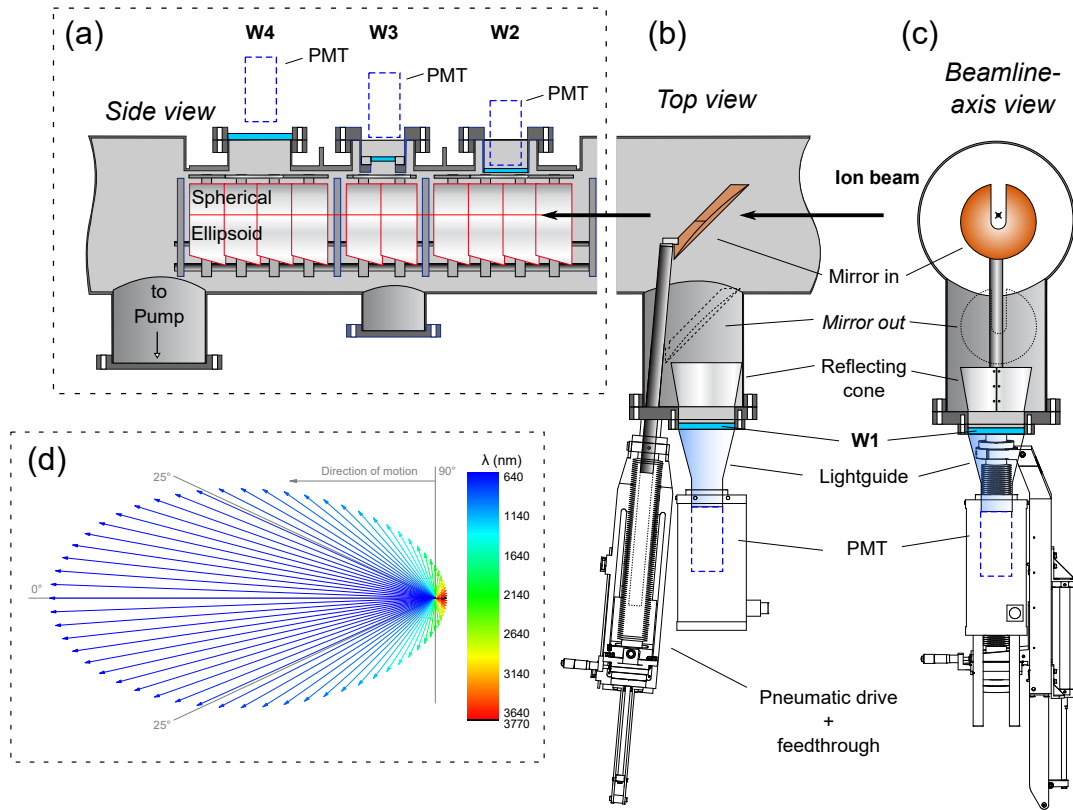 (a)
W4
W3
W2
PMT
PMT
PMT
Side view
Spherical
Ellipsoid
to
Pump
(b)
Top view
(c)
Beamline-
axis view
Ion beam
Mirror in
Mirror out
Reflecting
cone
W1
Lightguide
PMT
Pneumatic drive
+
feedthrough
(d)
25°
Direction of motion
90°
0°
25°
λ (nm)
640
1140
1640
2140
2640
3140
3640
3770